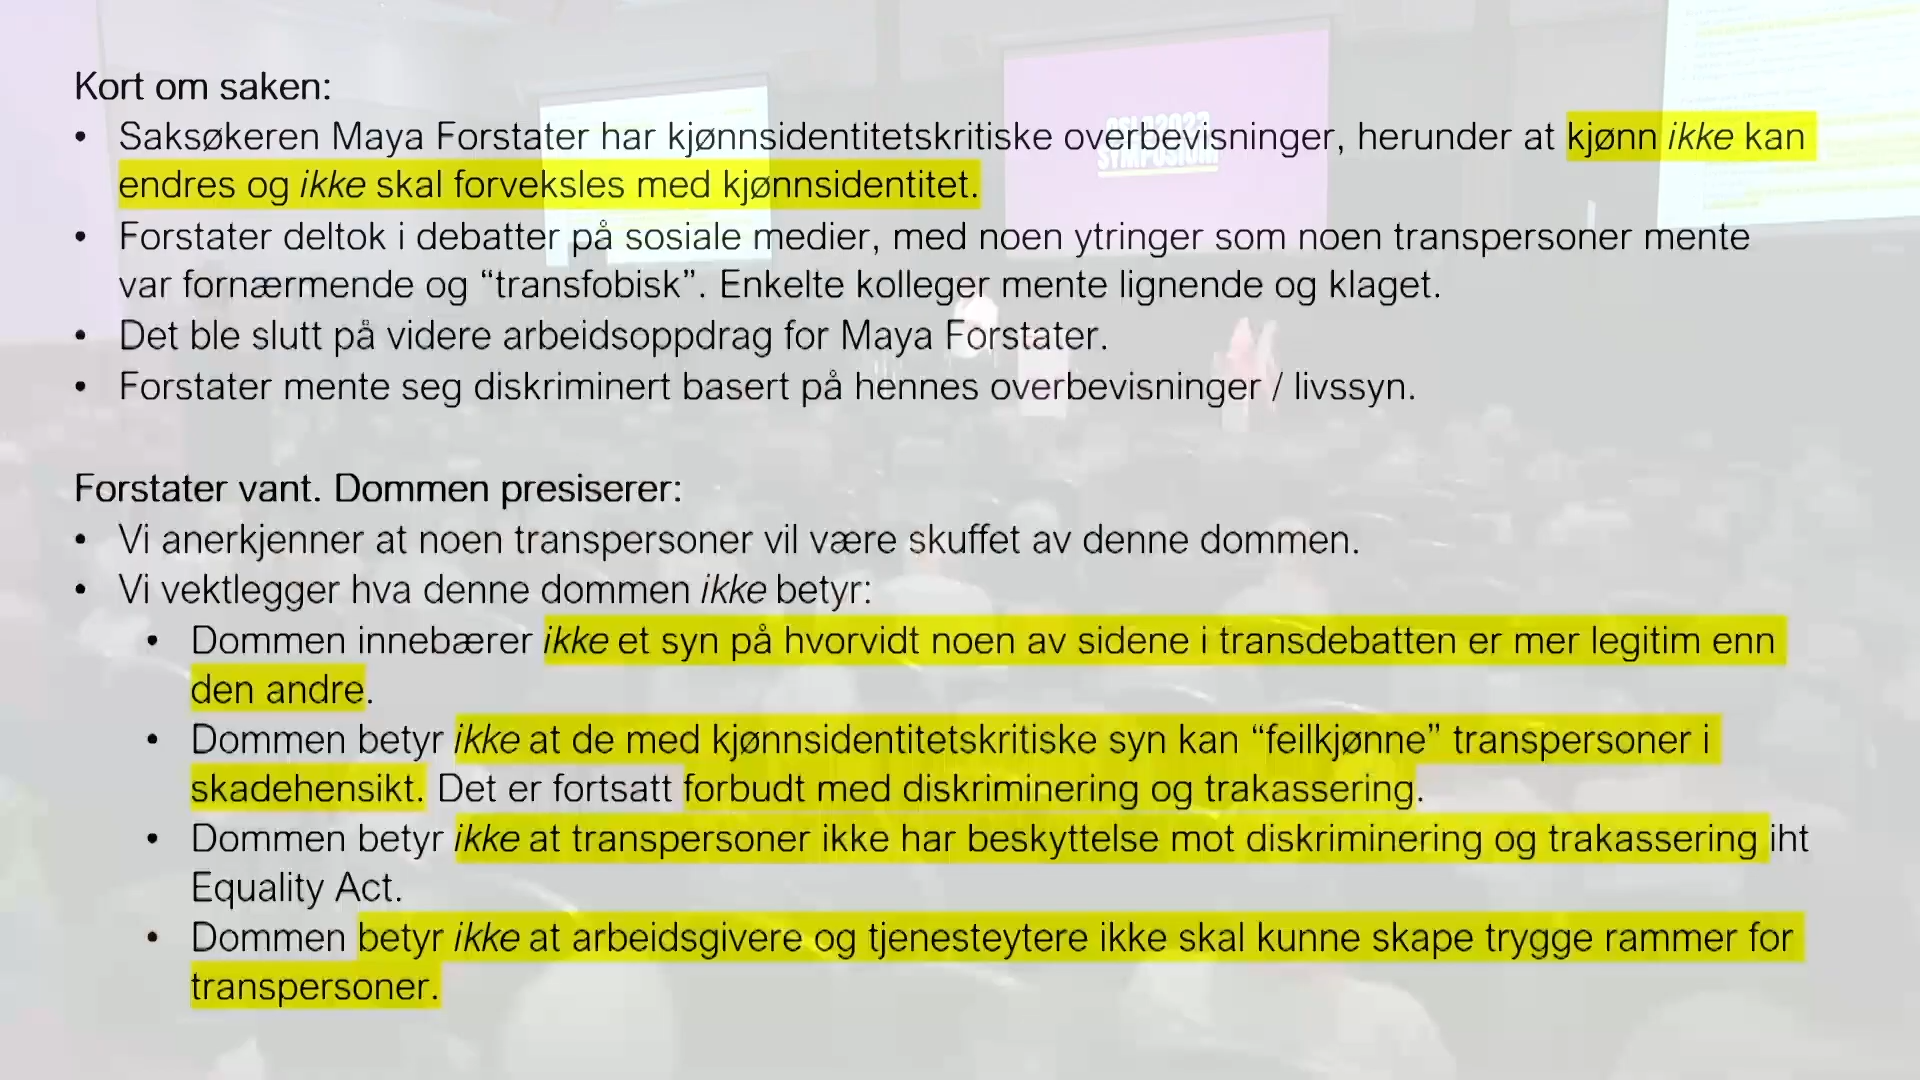 Kort om saken:
• Saksøkeren Maya Forstater har kjønnsidentitetskritiske overbevisninger, herunder at kjønn ikke kan
endres og ikke skal forveksles med kjønnsidentitet.
• Forstater deltok i debatter på sosiale medier, med noen ytringer som noen transpersoner mente
var fornærmende og “transfobisk”. Enkelte kolleger mente lignende og klaget.
• Det ble slutt på videre arbeidsoppdrag for Maya Forstater.
• Forstater mente seg diskriminert basert på hennes overbevisninger / livssyn.
Forstater vant. Dommen presiserer:
• Vi anerkjenner at noen transpersoner vil være skuffet av denne dommen.
• Vi vektlegger hva denne dommen ikke betyr:
• Dommen innebærer ikke et syn på hvorvidt noen av sidene i transdebatten er mer legitim enn
den andre.
• Dommen betyr ikke at de med kjønnsidentitetskritiske syn kan “feilkjønne” transpersoner i
skadehensikt. Det er fortsatt forbudt med diskriminering og trakassering.
• Dommen betyr ikke at transpersoner ikke har beskyttelse mot diskriminering og trakassering iht
Equality Act.
• Dommen betyr ikke at arbeidsgivere og tjenesteytere ikke skal kunne skape trygge rammer for
transpersoner.
OSLO2023
SYMPOSIUM